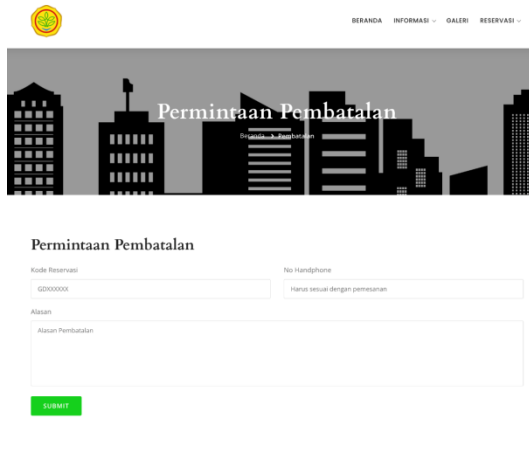 BERANDA INFORMASI GALERI RESERVASI
Permintaan Pembatalan
Beranda > Pembatalan
Permintaan Pembatalan
Kode Reservasi No Handphone
GDXXXXXX Harus sesuai dengan pemesanan
Alasan
Alasan Pembatalan
SUBMIT